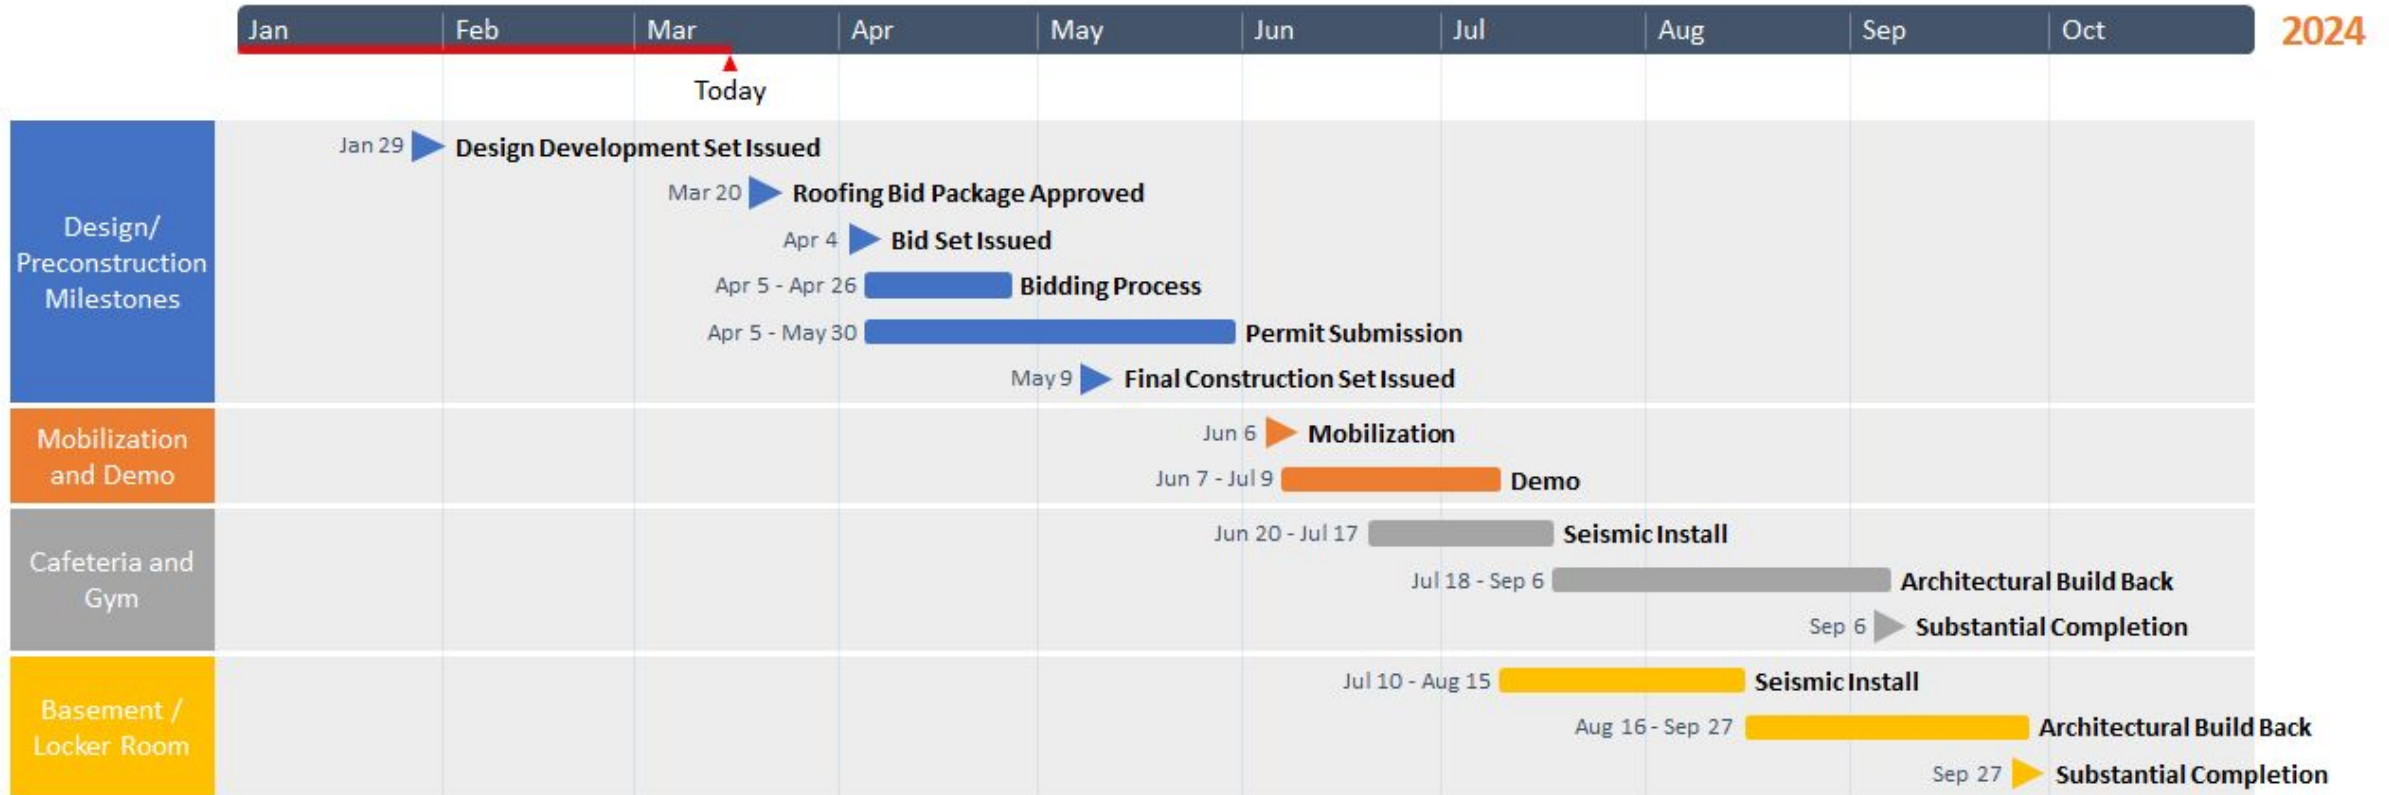 Jan Feb Mar Apr May Jun Jul Aug Sep Oct 2024
Today
Design/
Preconstruction
Milestones
Jan 29 Design Development Set Issued
Mar 20 Roofing Bid Package Approved
Apr 4 Bid Set Issued
Apr 5 - Apr 26 Bidding Process
Apr 5 - May 30 Permit Submission
May 9 Final Construction Set Issued
Mobilization
and Demo
Jun 6 Mobilization
Jun 7 - Jul 9 Demo
Cafeteria and
Gym
Jun 20 - Jul 17 Seismic Install
Jul 18 - Sep 6 Architectural Build Back
Sep 6 Substantial Completion
Basement /
Locker Room
Jul 10 - Aug 15 Seismic Install
Aug 16 - Sep 27 Architectural Build Back
Sep 27 Substantial Completion